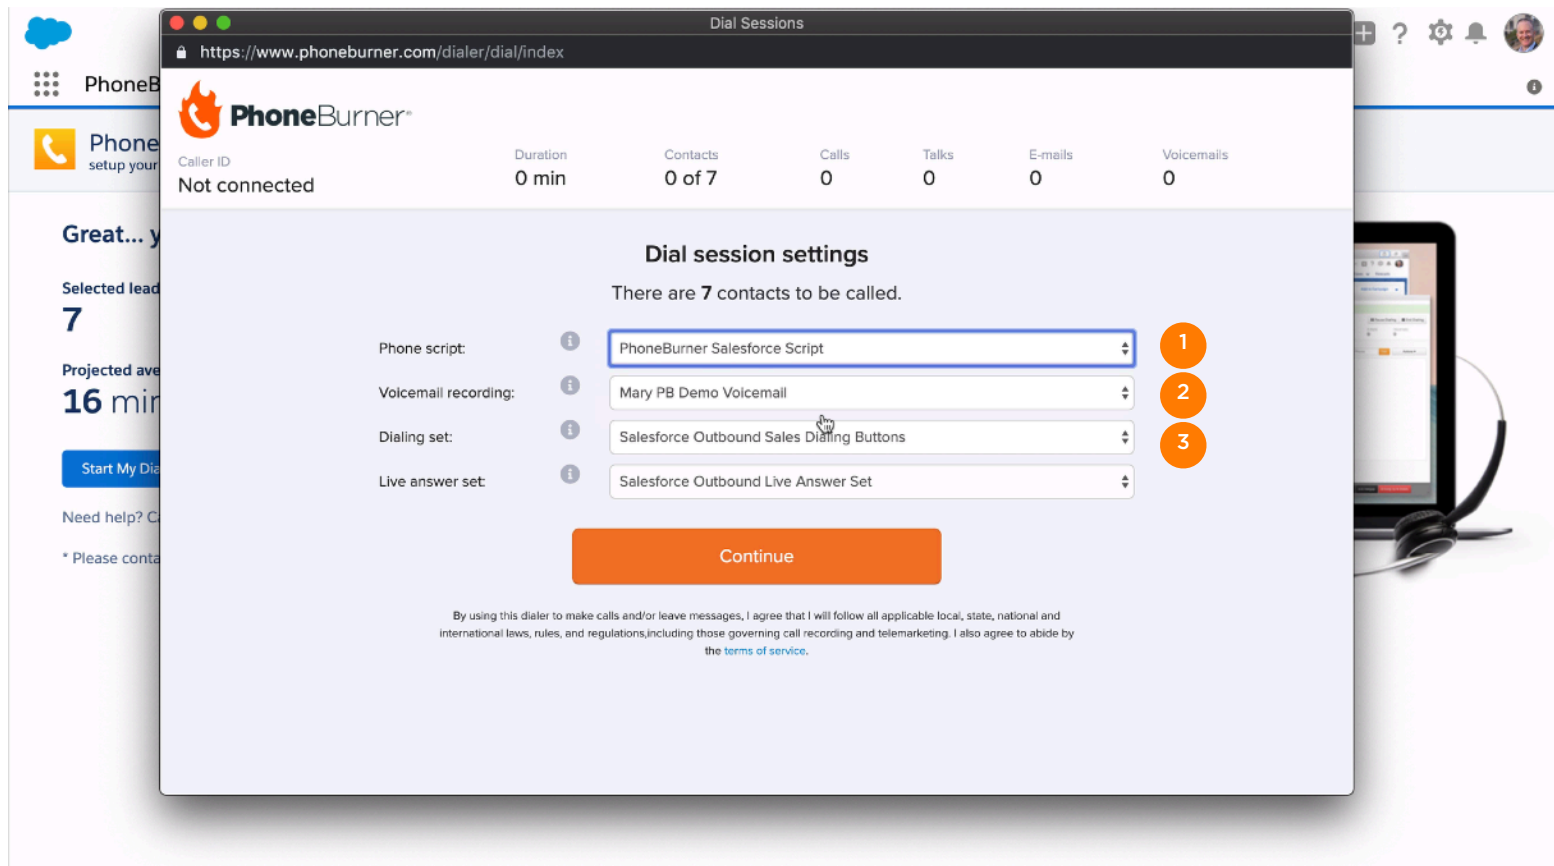 Dial Sessions
https://www.phoneburner.com/dialer/dial/index
PhoneB
PhoneBurner
Phone
setup your
Caller ID
Not connected
Duration
0 min
Contacts
0 of 7
Calls
0
Talks
0
E-mails
0
Voicemails
0
Great... y
Selected lead
7
Projected ave
16 min
Start My Dia
Need help? Ca
* Please conta
Dial session settings
There are 7 contacts to be called.
Phone script:
PhoneBurner Salesforce Script
1
Voicemail recording:
Mary PB Demo Voicemail
2
Dialing set:
Salesforce Outbound Sales Dialing Buttons
3
Live answer set:
Salesforce Outbound Live Answer Set
Continue
By using this dialer to make calls and/or leave messages, I agree that I will follow all applicable local, state, national and
international laws, rules, and regulations,including those governing call recording and telemarketing. I also agree to abide by
the terms of service.